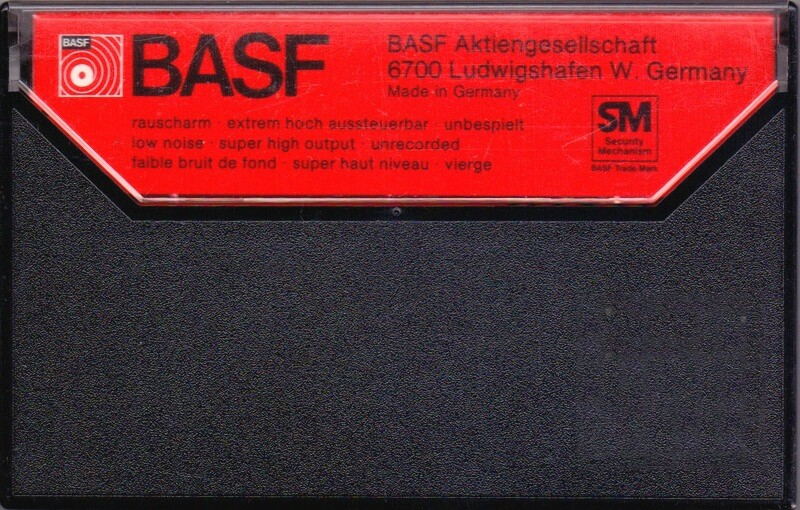 BASF
BASF
BASF Aktiengesellschaft
6700 Ludwigshafen W. Germany
Made in Germany
rauscharm · extrem hoch aussteuerbar · unbespielt
low noise · super high output · unrecorded
faible bruit de fond · super haut niveau · vierge
SM
Security
Mechanism
BASF Trade Mark